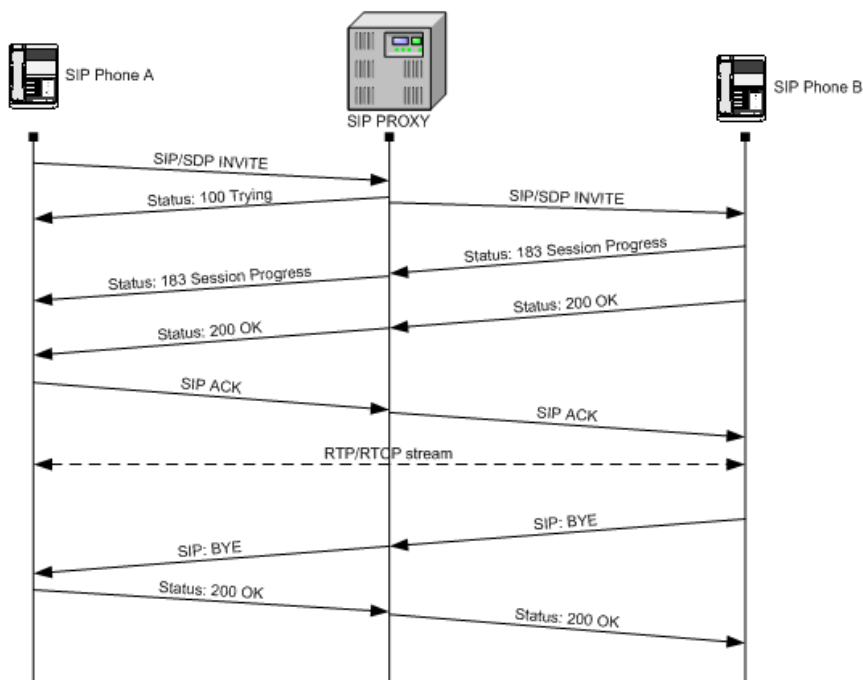 SIP Phone A
SIP PROXY
SIP Phone B
SIP/SDP INVITE
Status: 100 Trying
SIP/SDP INVITE
Status: 183 Session Progress
Status: 183 Session Progress
Status: 200 OK
Status: 200 OK
SIP ACK
SIP ACK
RTP/RTCP stream
SIP: BYE
SIP: BYE
Status: 200 OK
Status: 200 OK